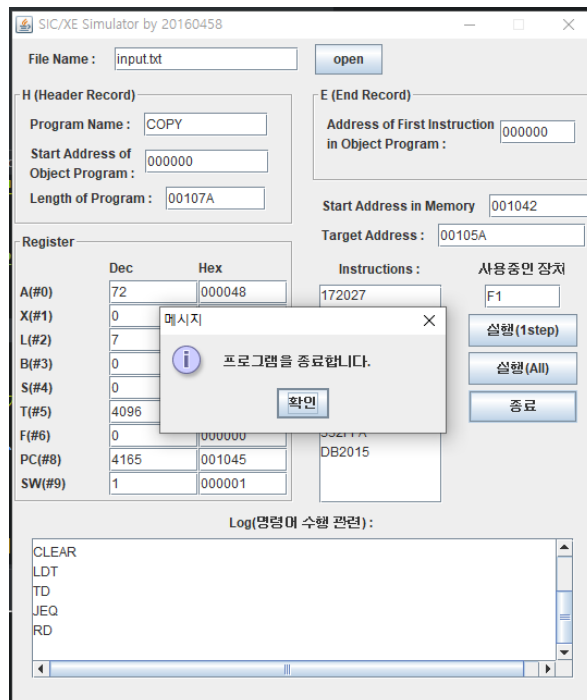 SIC/XE Simulator by 20160458
File Name : input.txt open
H (Header Record)
Program Name : COPY
Start Address of
Object Program : 000000
Length of Program : 00107A
E (End Record)
Address of First Instruction
in Object Program : 000000
Start Address in Memory 001042
Target Address : 00105A
Register
Dec Hex
A(#0) 72 000048
X(#1) 0
L(#2) 7
B(#3) 0
S(#4) 0
T(#5) 4096
F(#6) 0 000000
PC(#8) 4165 001045
SW(#9) 1 000001
Instructions :
172027
DB2015
사용중인 장치
F1
실행(1step)
실행(All)
종료
메시지
프로그램을 종료합니다.
확인
Log(명령어 수행 관련) :
CLEAR
LDT
TD
JEQ
RD